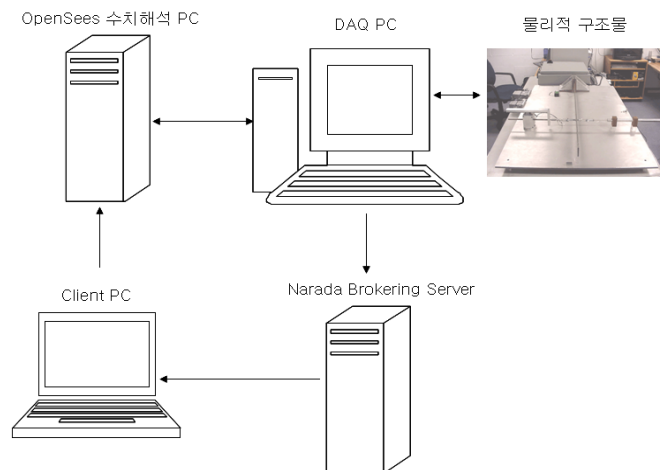 OpenSees 수치해석 PC
DAQ PC
물리적 구조물
Client PC
Narada Brokering Server